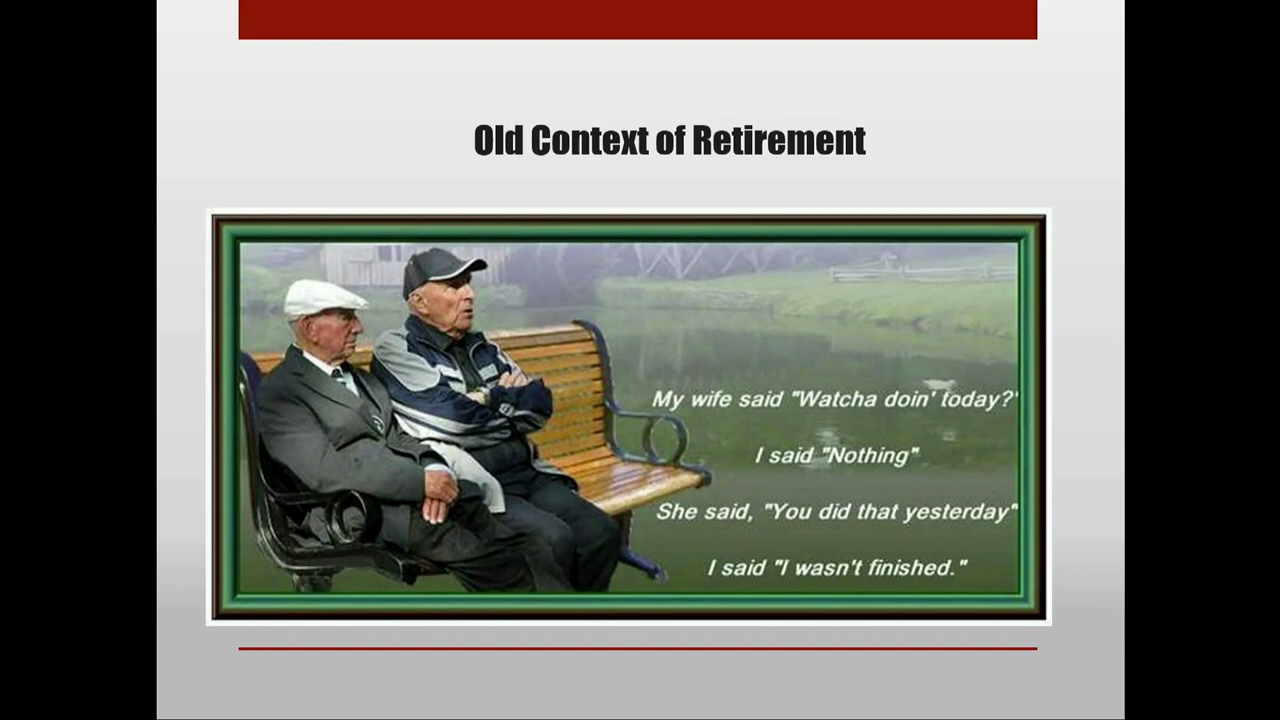 Old Context of Retirement
My wife said "Watcha doin' today?'
I said "Nothing"
She said, "You did that yesterday"
I said "I wasn't finished."